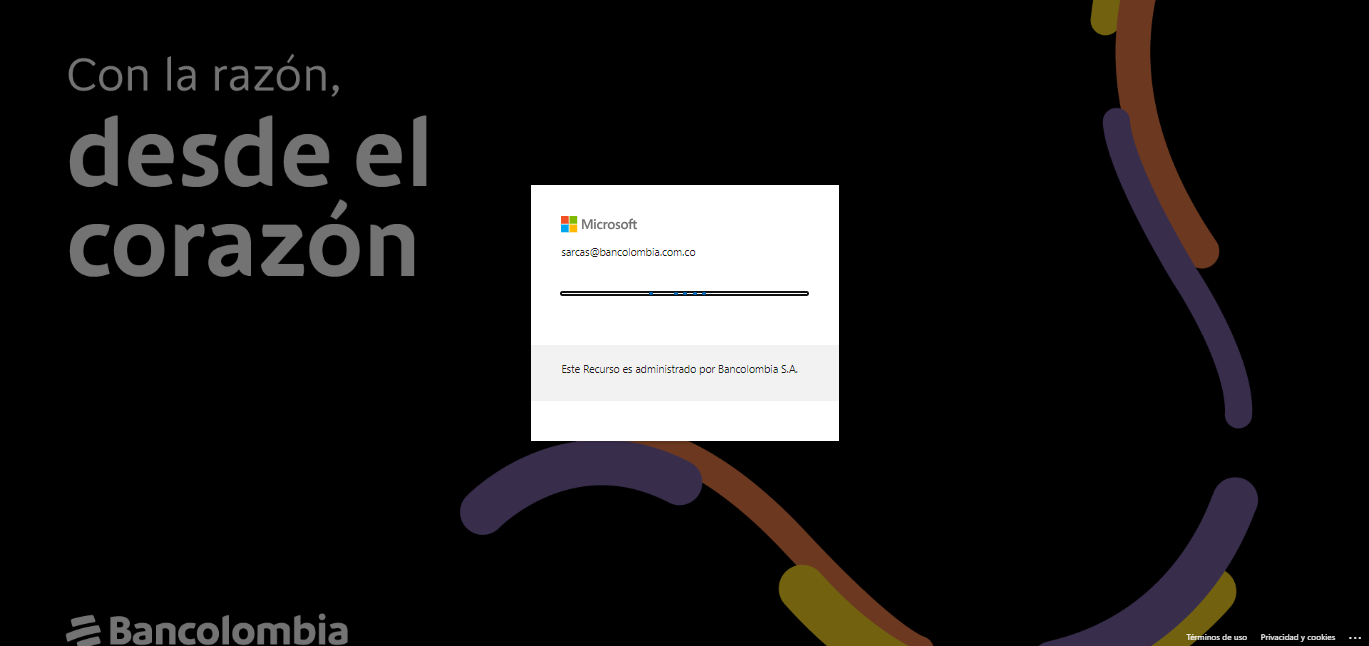 Con la razón,
desde el
corazón
Microsoft
sarcas@bancolombia.com.co
Este Recurso es administrado por Bancolombia S.A.
Bancolombia
Términos de uso Privacidad y cookies ...